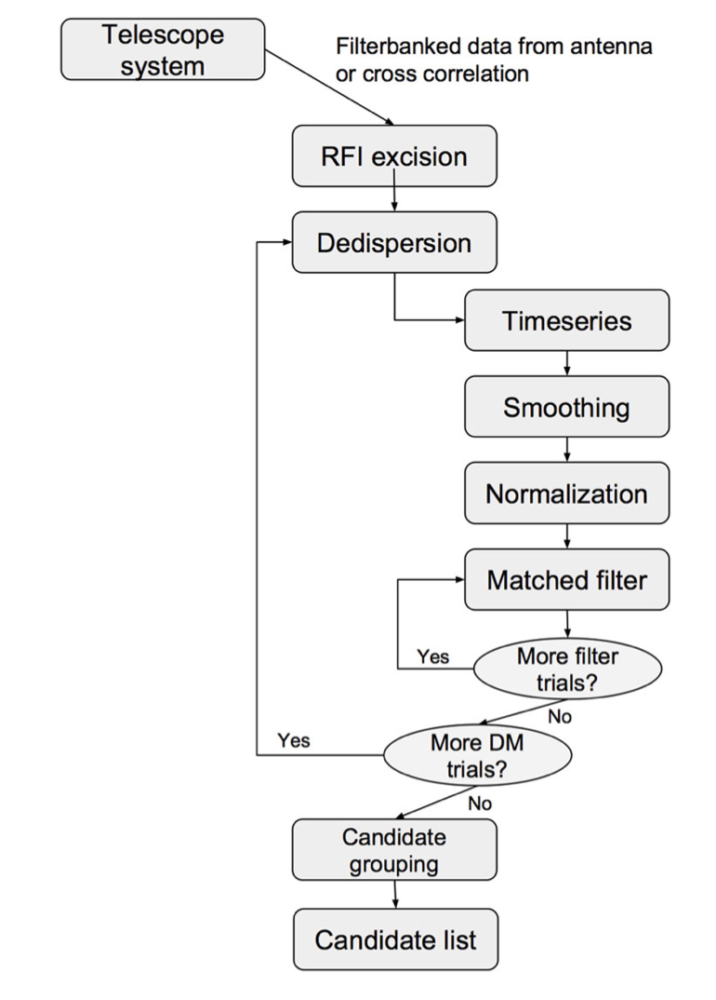 Telescope
system
Filterbanked data from antenna
or cross correlation
RFI excision
Dedispersion
Timeseries
Smoothing
Normalization
Matched filter
Yes
More filter
trials?
No
Yes
More DM
trials?
No
Candidate
grouping
Candidate list